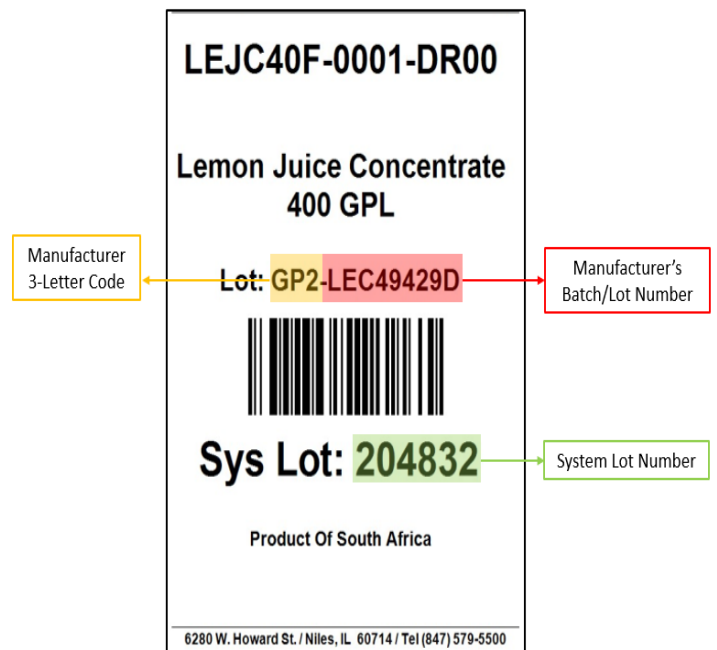 LEJC40F-0001-DR00
Lemon Juice Concentrate
400 GPL
Manufacturer
3-Letter Code
Lot: GP2-LEC49429D
Manufacturer's
Batch/Lot Number
Sys Lot: 204832
System Lot Number
Product Of South Africa
6280 W. Howard St. / Niles, IL 60714 / Tel (847) 579-5500